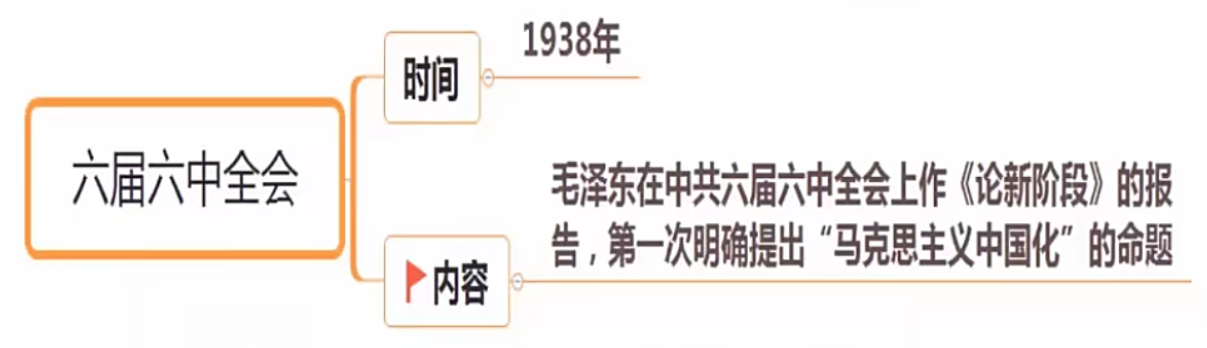 六届六中全会
时间
1938年
内容
毛泽东在中共六届六中全会上作《论新阶段》的报
告，第一次明确提出“马克思主义中国化”的命题